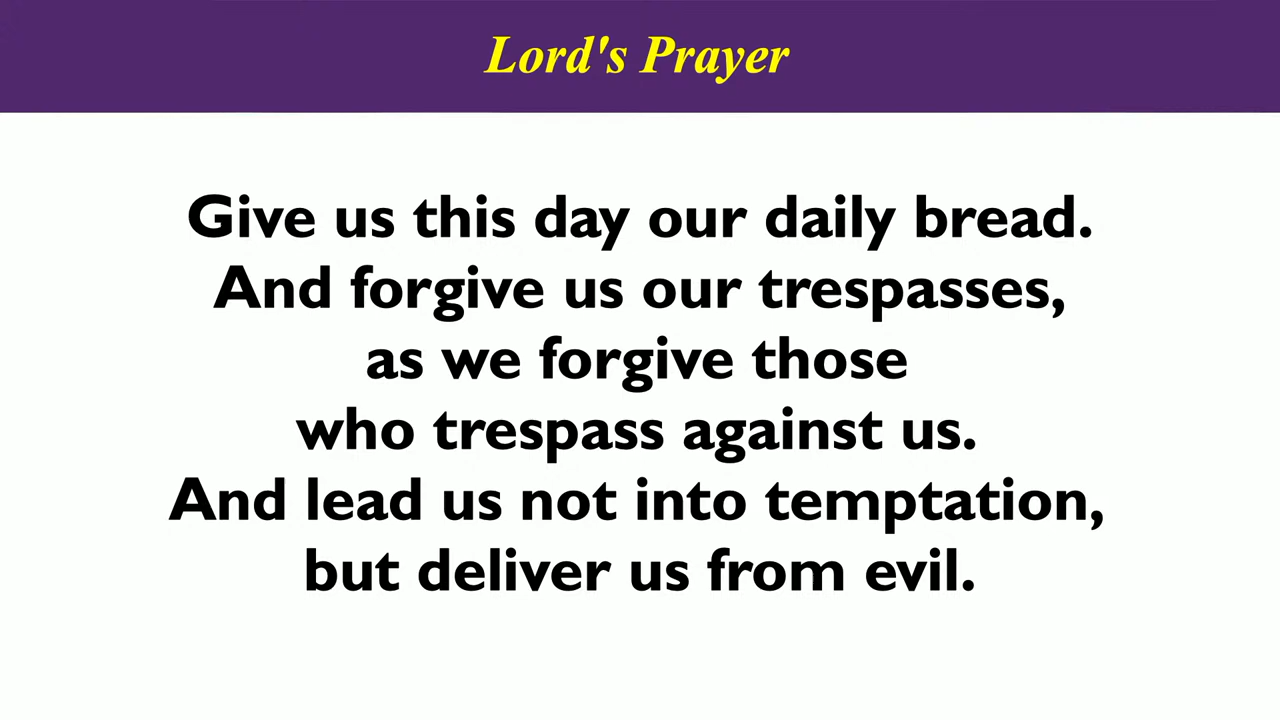 Lord's Prayer
Give us this day our daily bread.
And forgive us our trespasses,
as we forgive those
who trespass against us.
And lead us not into temptation,
but deliver us from evil.